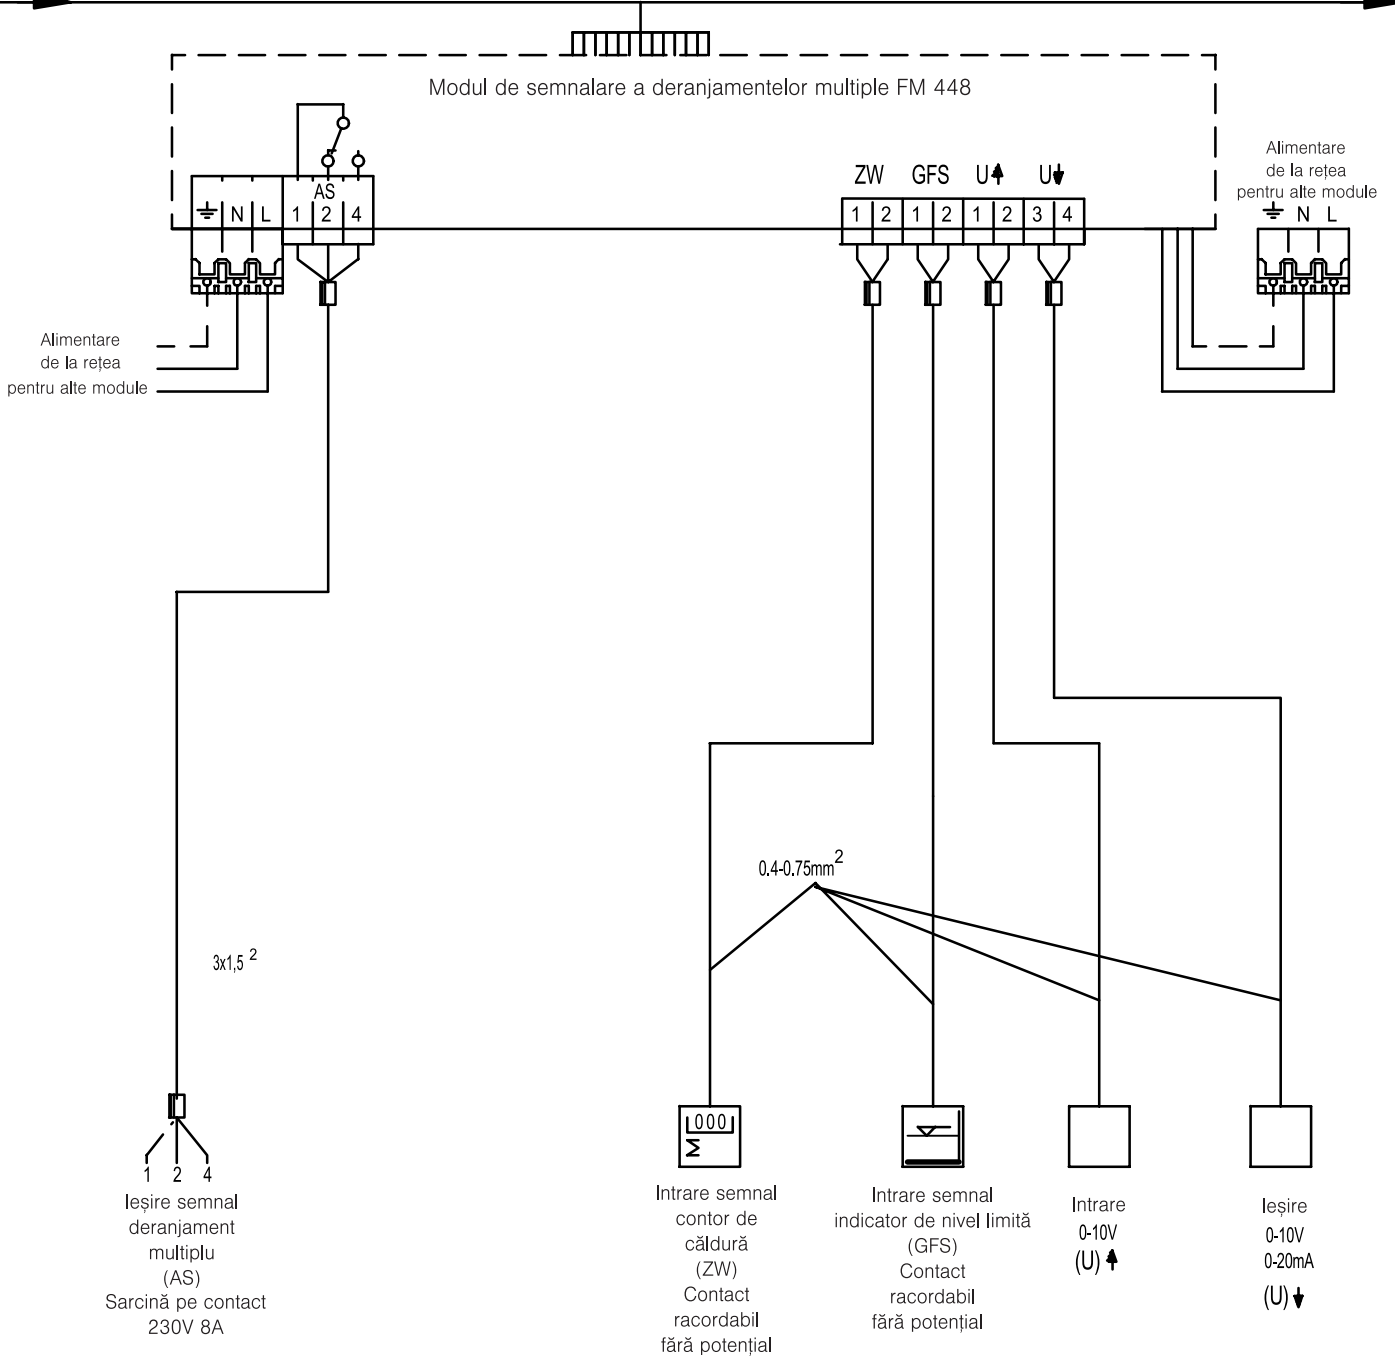 Modul de semnalare a deranjamentelor multiple FM 448
AS
N L 1 2 4
ZW GFS U U
1 2 1 2 1 2 3 4
Alimentare
de la rețea
pentru alte module
N L
Alimentare
de la rețea
pentru alte module
0.4-0.75mm²
3x1,5 ²
1 2 4
Ieșire semnal
deranjament
multiplu
(AS)
Sarcină pe contact
230V 8A
000
M
Intrare semnal
contor de
căldură
(ZW)
Contact
racordabil
fără potențial
Intrare semnal
indicator de nivel limită
(GFS)
Contact
racordabil
fără potențial
Intrare
0-10V
(U)
Ieșire
0-10V
0-20mA
(U)